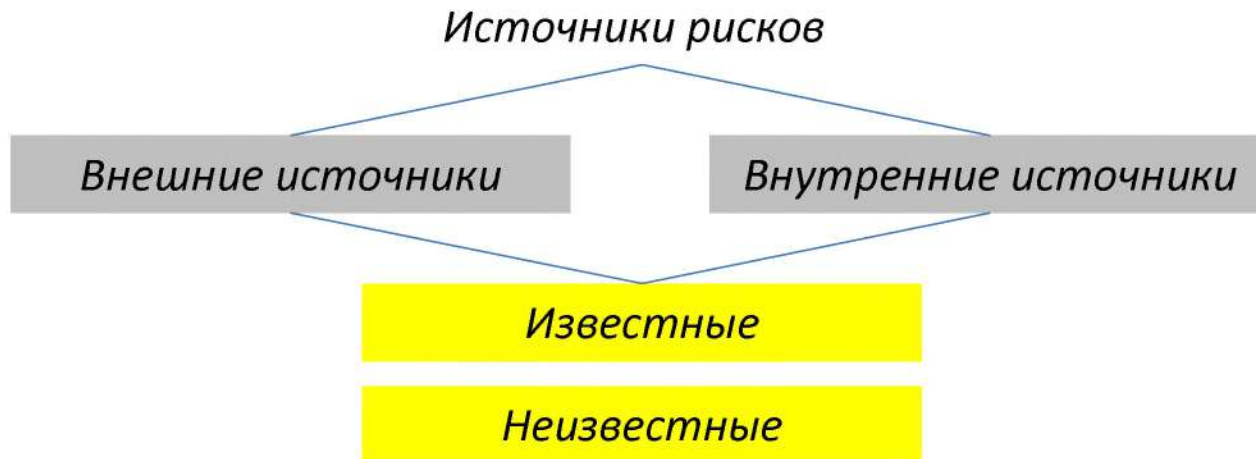 Источники рисков
Внешние источники
Внутренние источники
Известные
Неизвестные